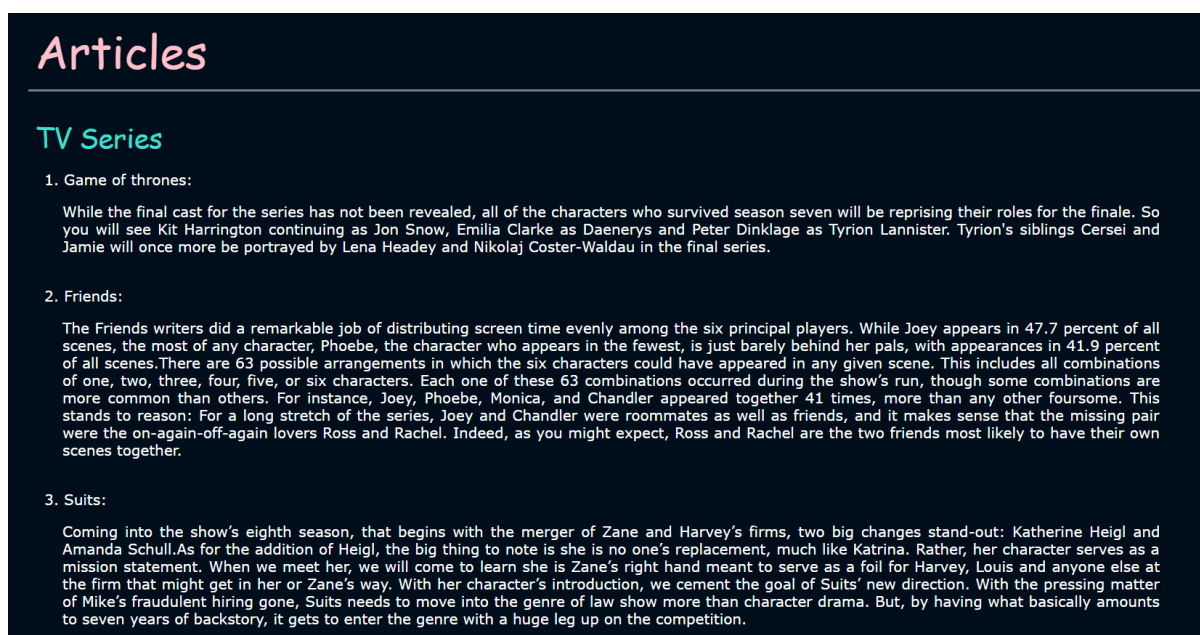 Articles
TV Series
1. Game of thrones:
While the final cast for the series has not been revealed, all of the characters who survived season seven will be reprising their roles for the finale. So
you will see Kit Harrington continuing as Jon Snow, Emilia Clarke as Daenerys and Peter Dinklage as Tyrion Lannister. Tyrion's siblings Cersei and
Jamie will once more be portrayed by Lena Headey and Nikolaj Coster-Waldau in the final series.
2. Friends:
The Friends writers did a remarkable job of distributing screen time evenly among the six principal players. While Joey appears in 47.7 percent of all
scenes, the most of any character, Phoebe, the character who appears in the fewest, is just barely behind her pals, with appearances in 41.9 percent
of all scenes.There are 63 possible arrangements in which the six characters could have appeared in any given scene. This includes all combinations
of one, two, three, four, five, or six characters. Each one of these 63 combinations occurred during the show’s run, though some combinations are
more common than others. For instance, Joey, Phoebe, Monica, and Chandler appeared together 41 times, more than any other foursome. This
stands to reason: For a long stretch of the series, Joey and Chandler were roommates as well as friends, and it makes sense that the missing pair
were the on-again-off-again lovers Ross and Rachel. Indeed, as you might expect, Ross and Rachel are the two friends most likely to have their own
scenes together.
3. Suits:
Coming into the show’s eighth season, that begins with the merger of Zane and Harvey’s firms, two big changes stand-out: Katherine Heigl and
Amanda Schull.As for the addition of Heigl, the big thing to note is she is no one’s replacement, much like Katrina. Rather, her character serves as a
mission statement. When we meet her, we will come to learn she is Zane’s right hand meant to serve as a foil for Harvey, Louis and anyone else at
the firm that might get in her or Zane’s way. With her character’s introduction, we cement the goal of Suits’ new direction. With the pressing matter
of Mike’s fraudulent hiring gone, Suits needs to move into the genre of law show more than character drama. But, by having what basically amounts
to seven years of backstory, it gets to enter the genre with a huge leg up on the competition.